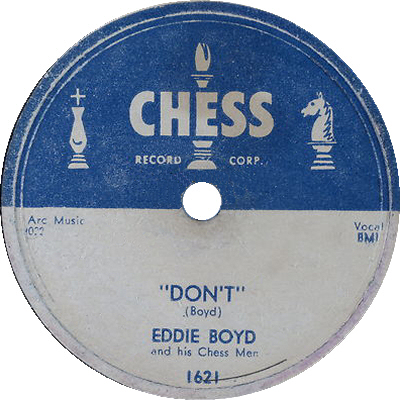 CHESS
RECORD CORP.
Arc Music
Vocal
BMI
"DON'T"
(Boyd)
EDDIE BOYD
and his Chess Men
1621